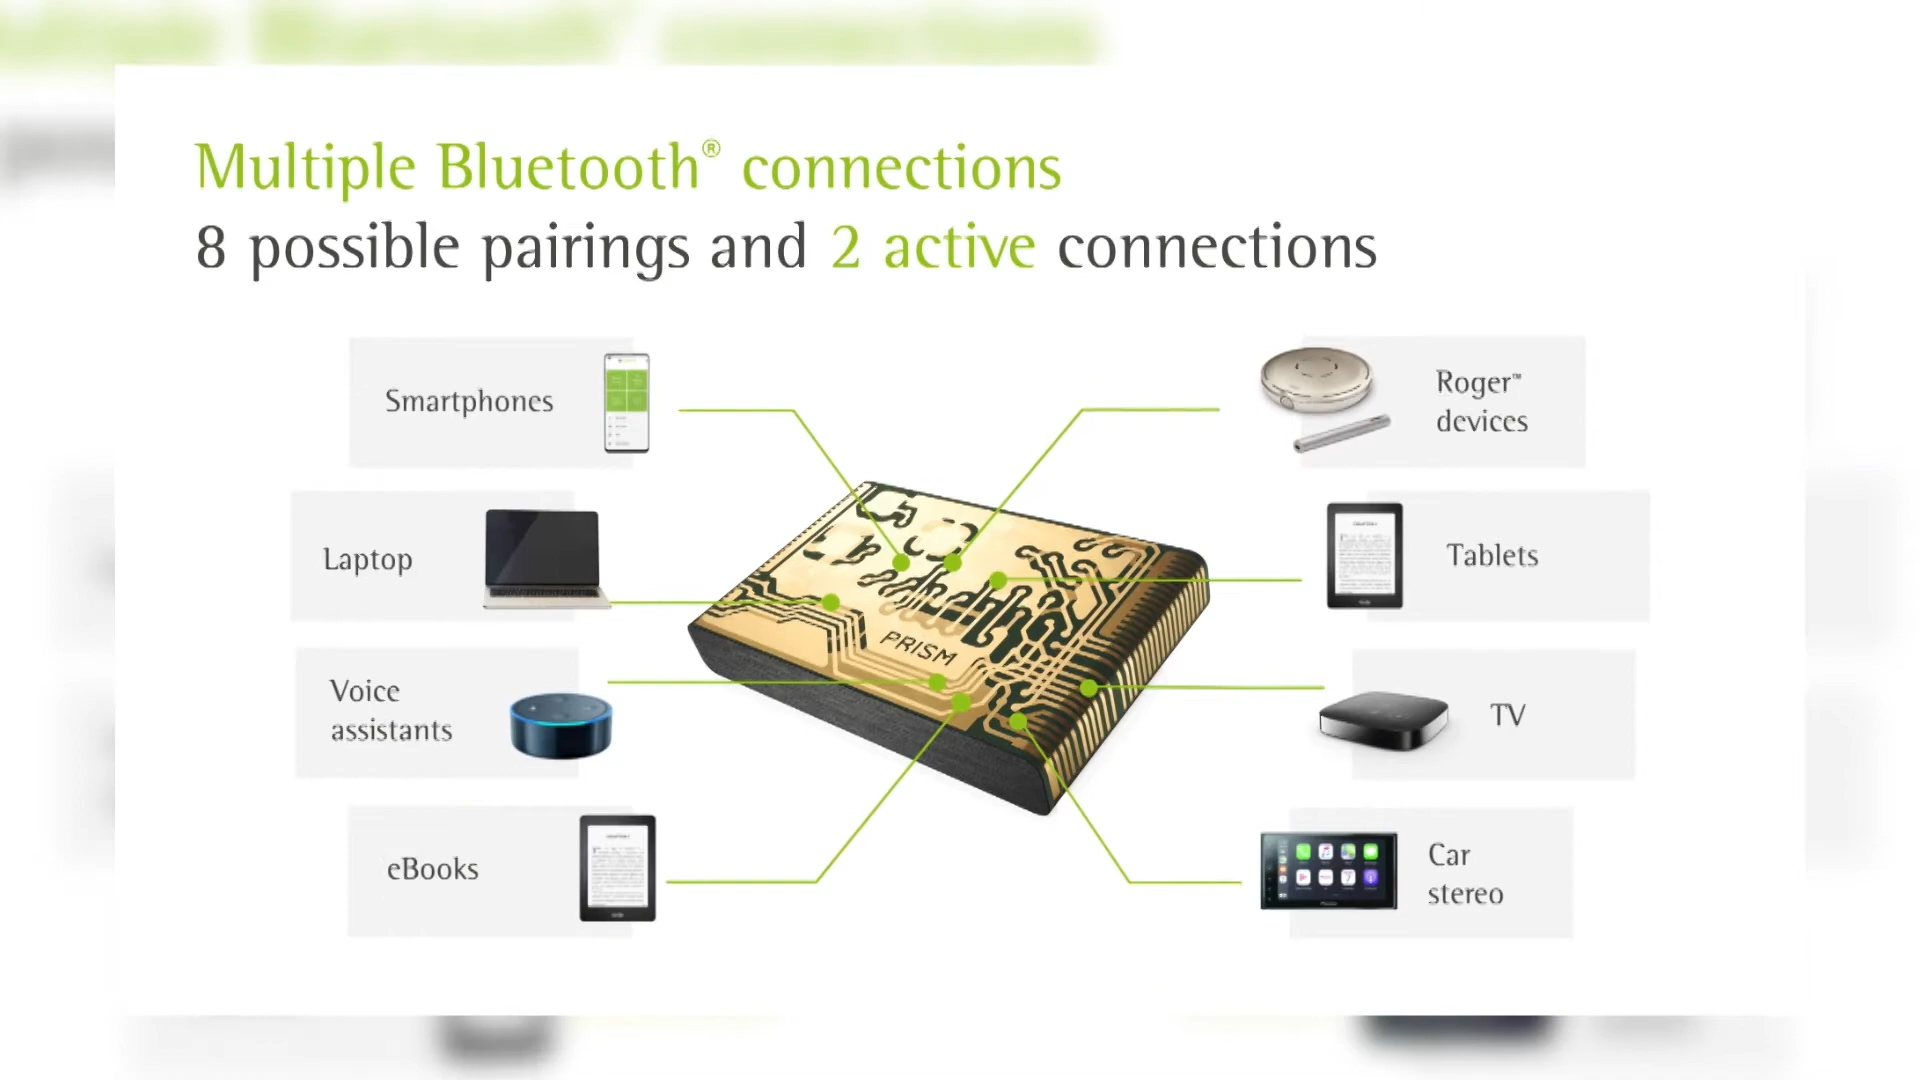 Multiple Bluetooth® connections
8 possible pairings and 2 active connections
Smartphones
Roger™
devices
Laptop
Tablets
PRISM
Voice
assistants
TV
eBooks
Car
stereo